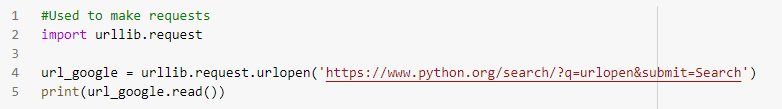 1 #Used to make requests
2 import urllib.request
3
4 url_google = urllib.request.urlopen('https://www.python.org/search/?q=urlopen&submit=Search')
5 print(url_google.read())